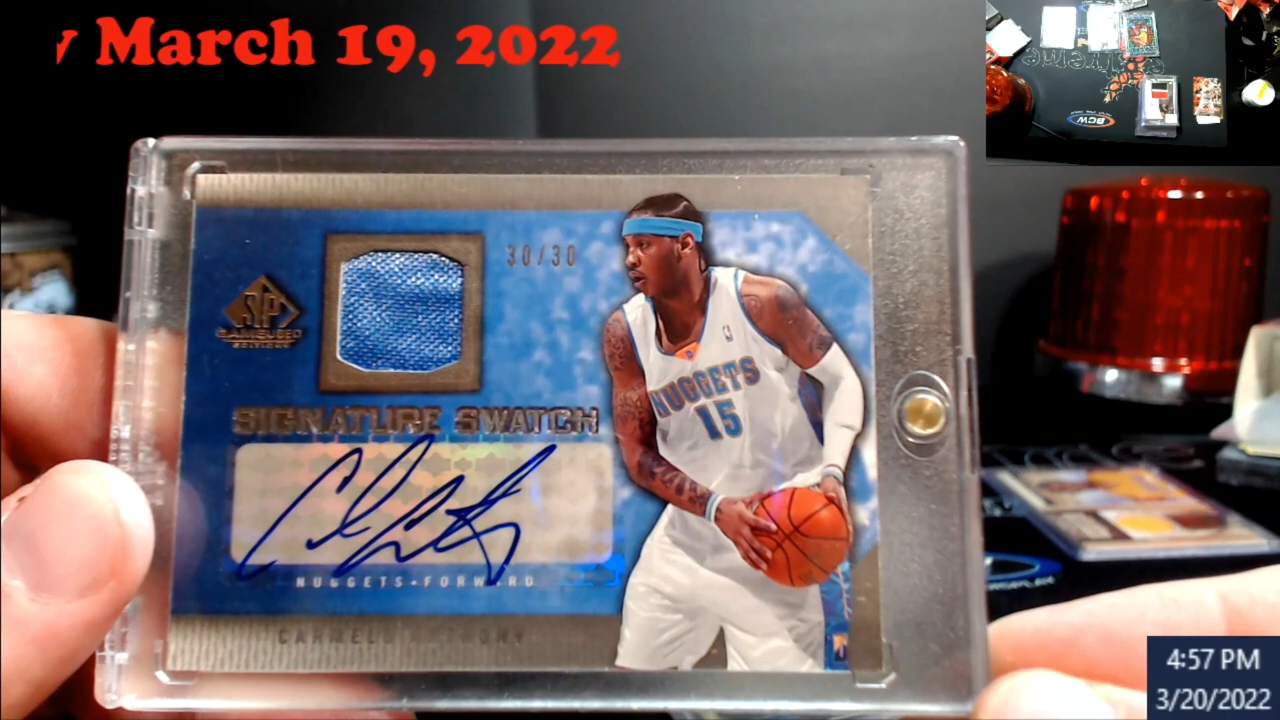 March 19, 2022
BGW
30/30
SP
GAME USED
EDITION
SIGNATURE SWATCH
NUGGETS
15
NUGGETS • FORWARD
CARMELO ANTHONY
4:57 PM
3/20/2022